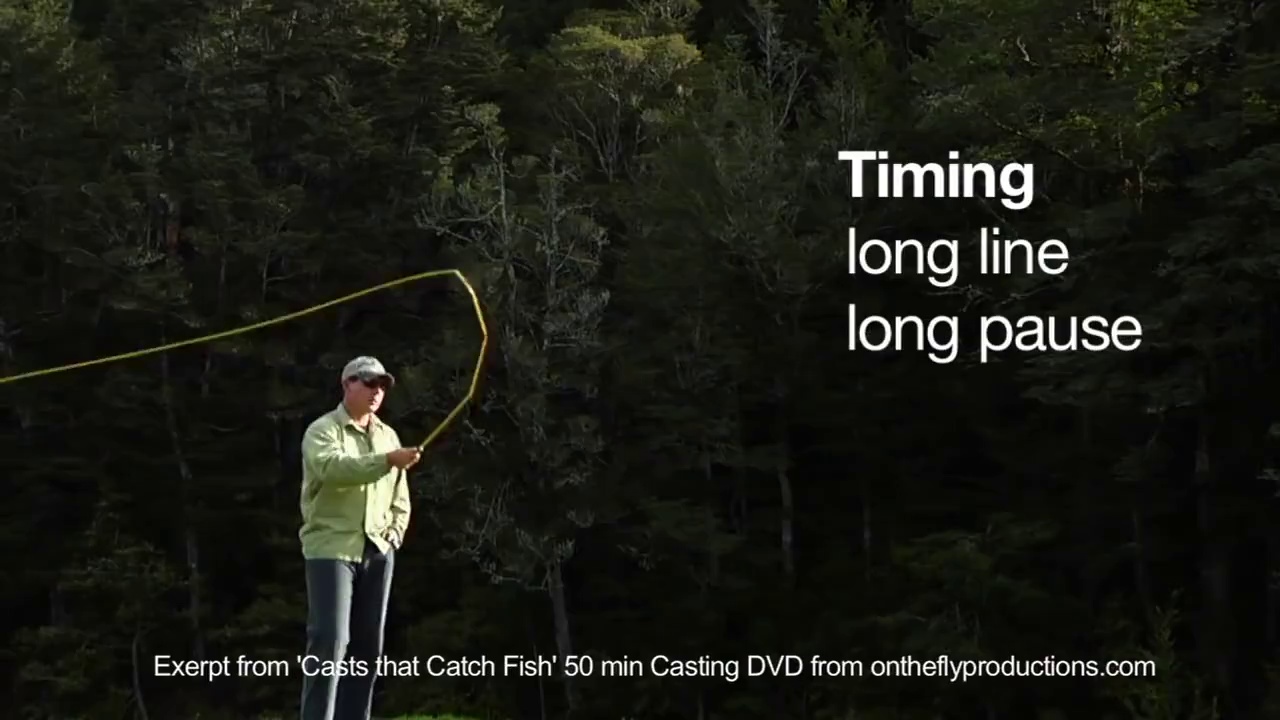 Timing
long line
long pause
Exerpt from 'Casts that Catch Fish' 50 min Casting DVD from ontheflyproductions.com